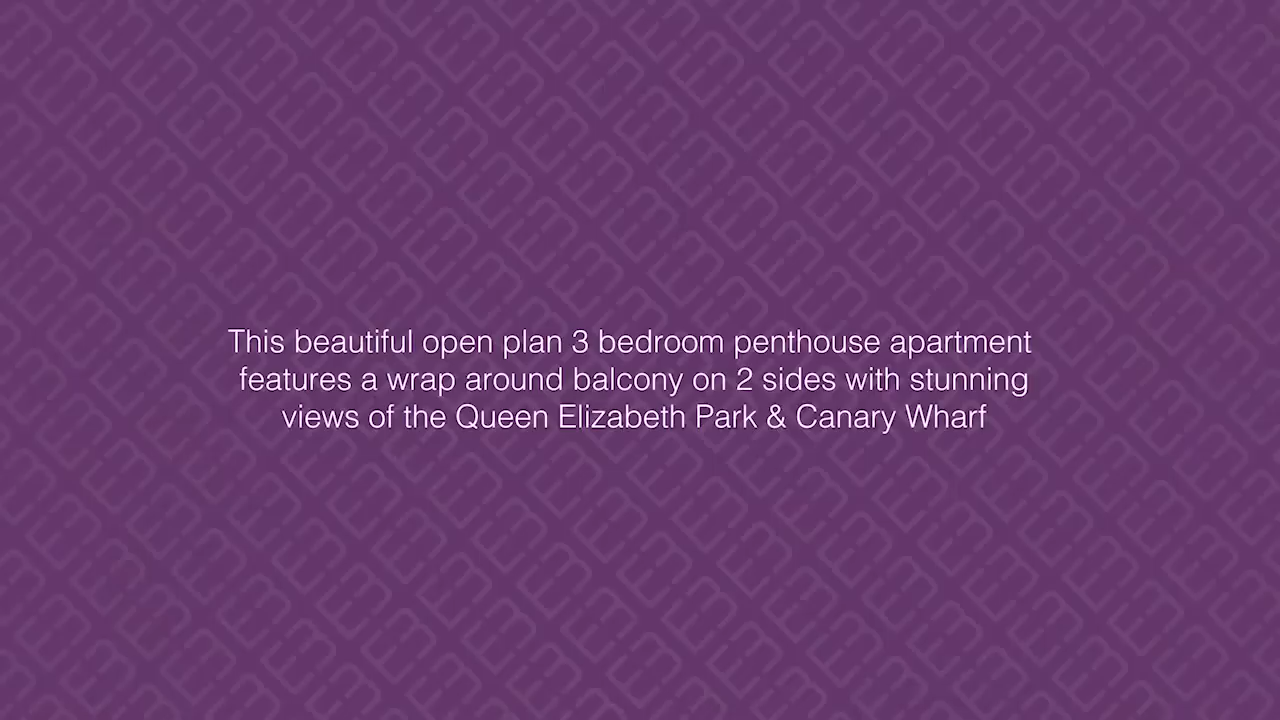 This beautiful open plan 3 bedroom penthouse apartment
features a wrap around balcony on 2 sides with stunning
views of the Queen Elizabeth Park & Canary Wharf